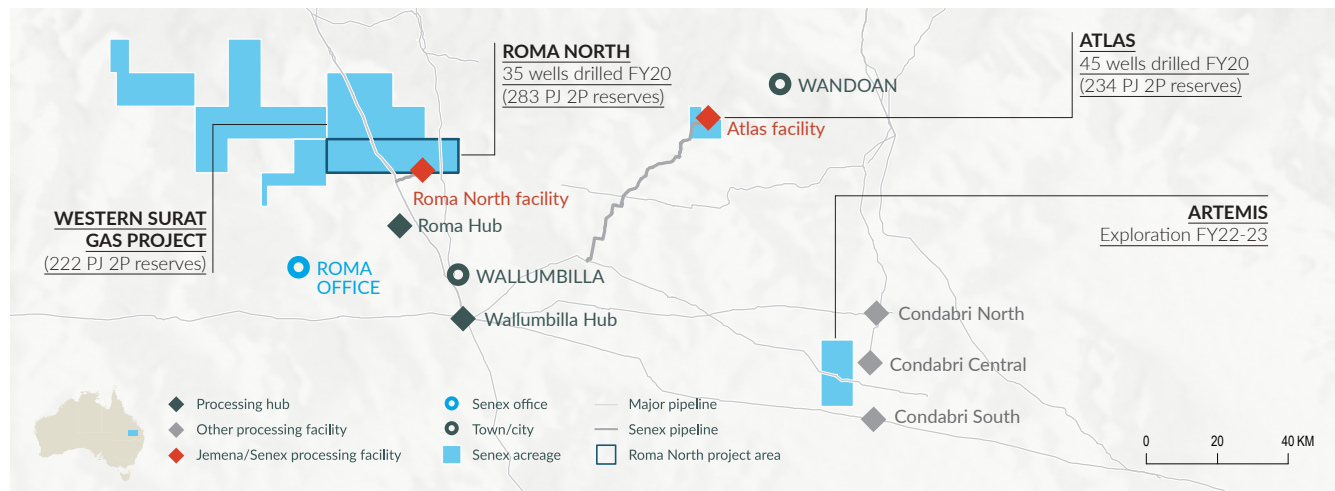 ROMA NORTH
35 wells drilled FY20
(283 PJ 2P reserves)
ATLAS
45 wells drilled FY20
(234 PJ 2P reserves)
WANDOAN
Atlas facility
Roma North facility
Roma Hub
WESTERN SURAT
GAS PROJECT
(222 PJ 2P reserves)
ARTEMIS
Exploration FY22-23
ROMA
OFFICE
WALLUMBILLA
Wallumbilla Hub
Condabri North
Condabri Central
Condabri South
Processing hub
Other processing facility
Jemena/Senex processing facility
Senex office
Town/city
Senex acreage
Major pipeline
Senex pipeline
Roma North project area
0 20 40 KM